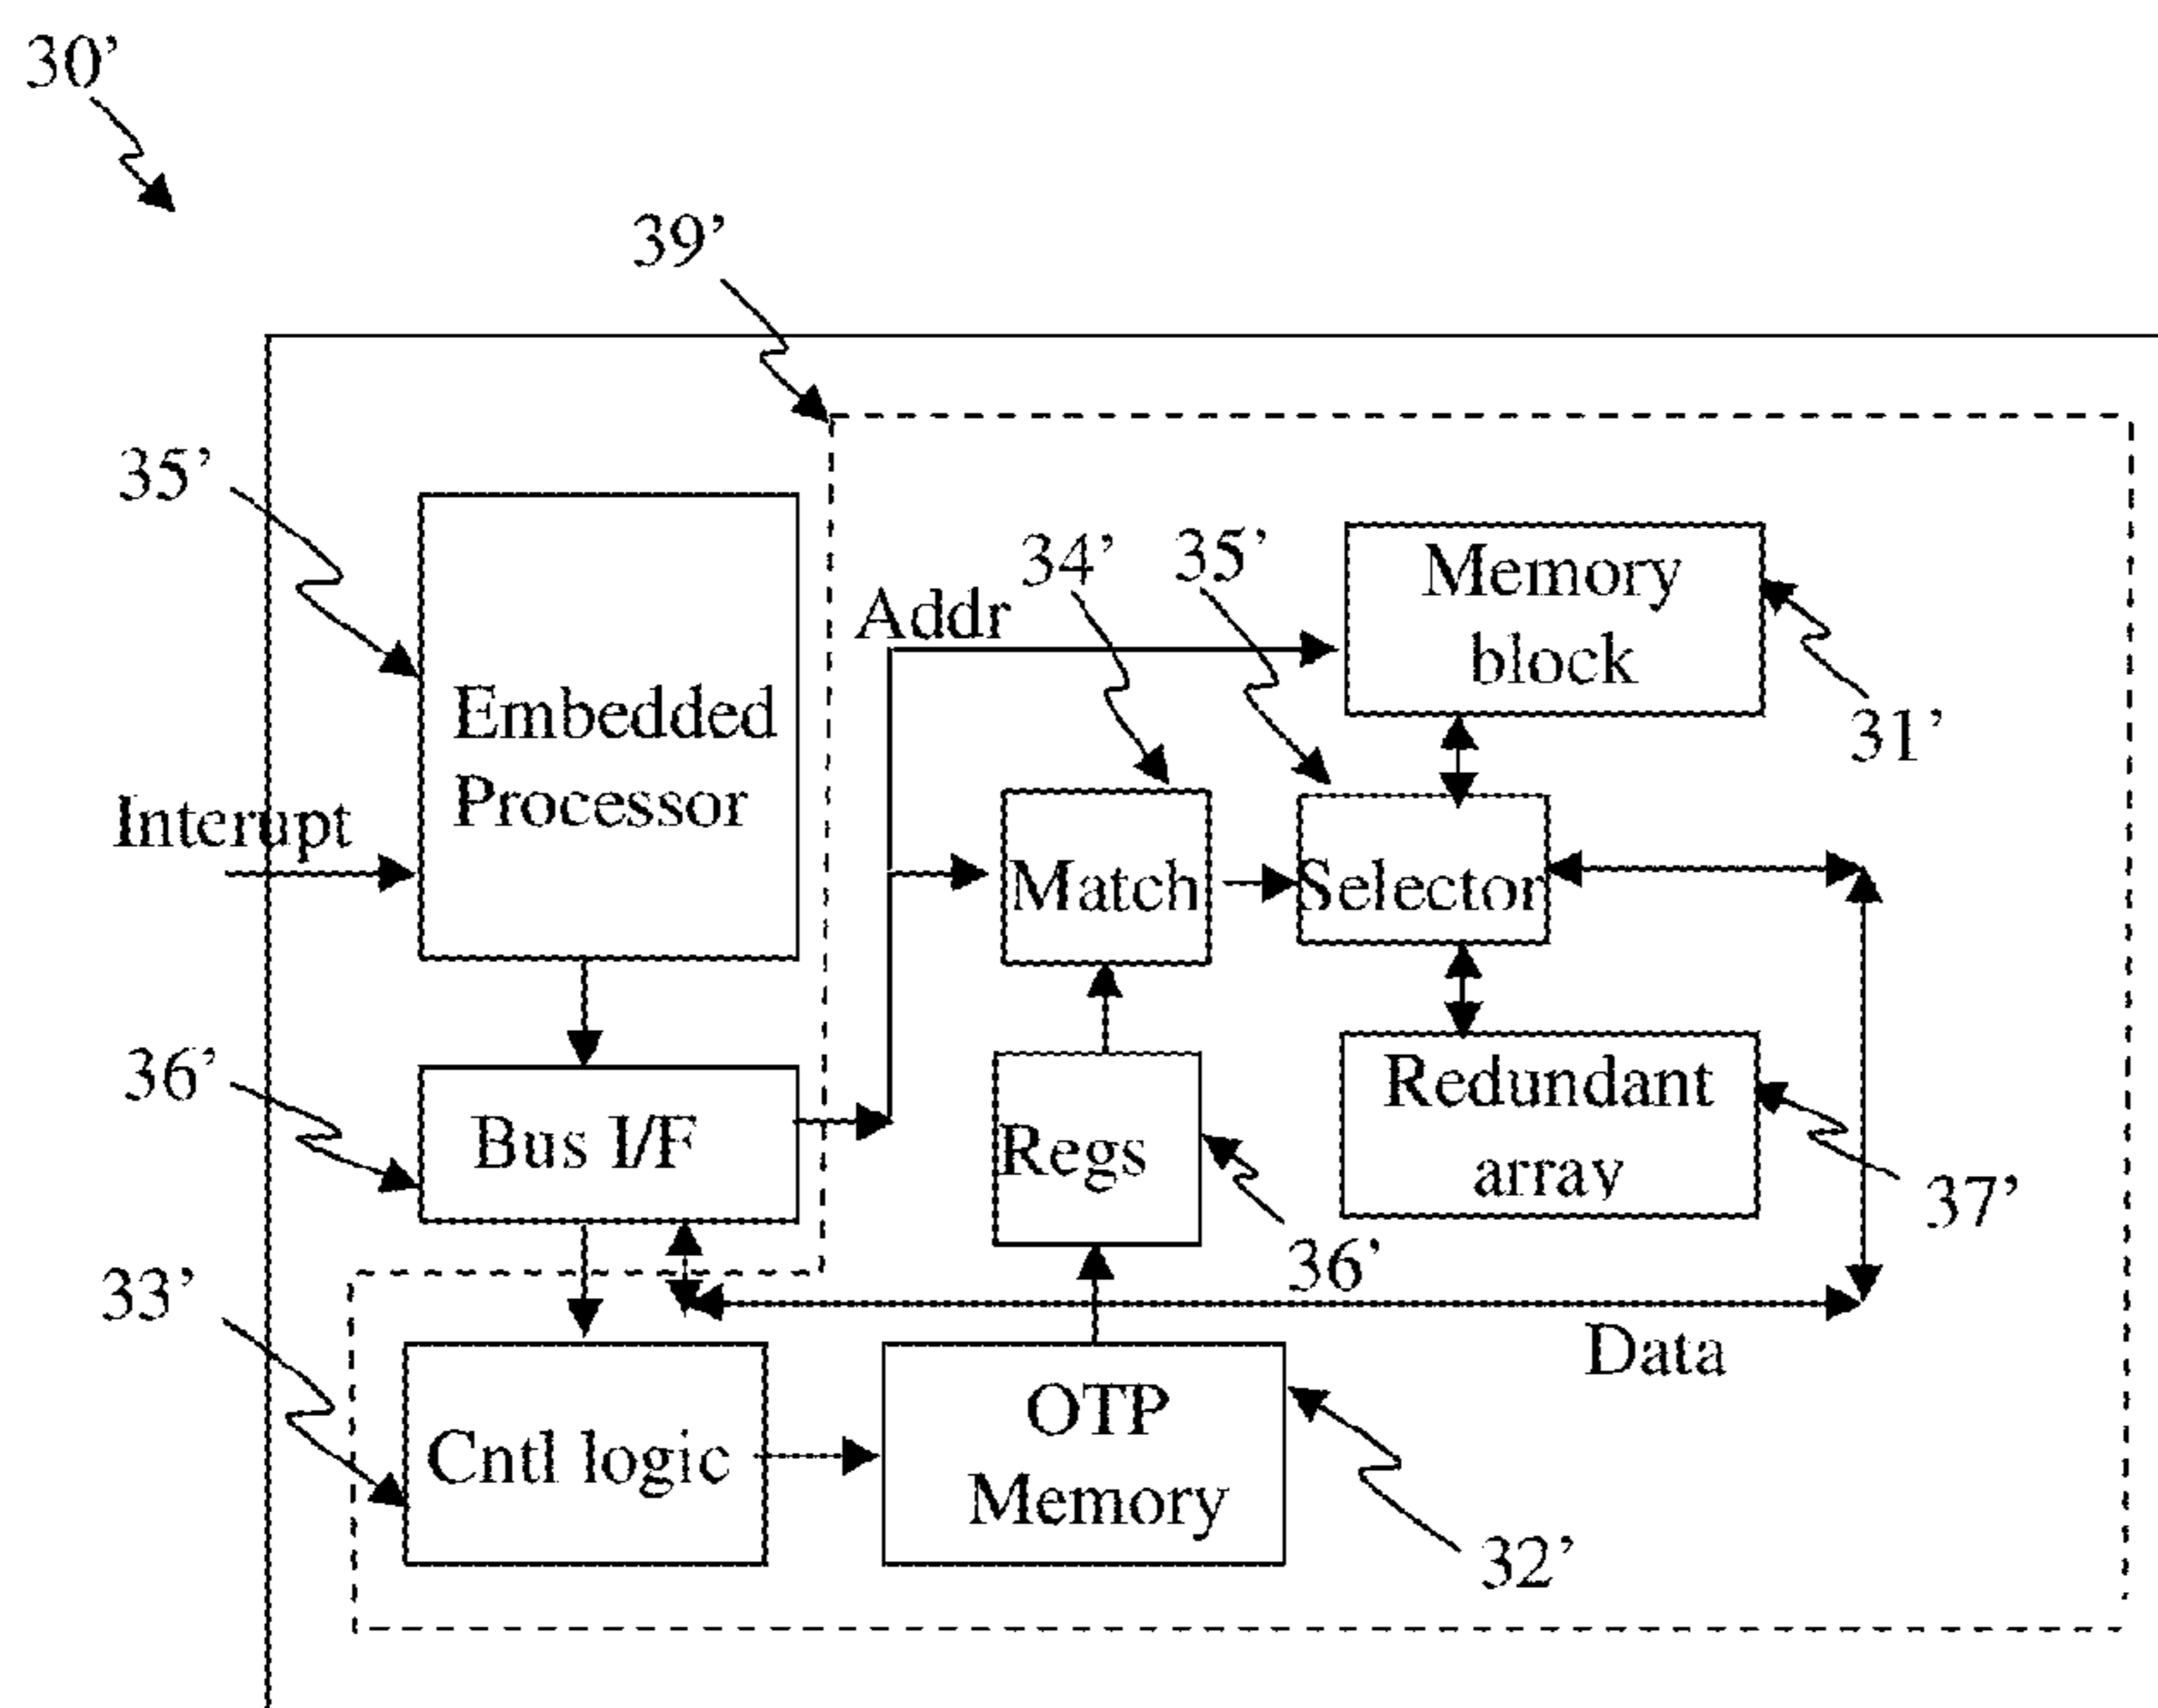 30’
39’
35’
34’
35’
Memory
block
Addr
31’
Embedded
Processor
Interupt
Match
Selector
36’
Bus I/F
Regs
Redundant
array
37’
36’
33’
Data
Cntl logic
OTP
Memory
32’